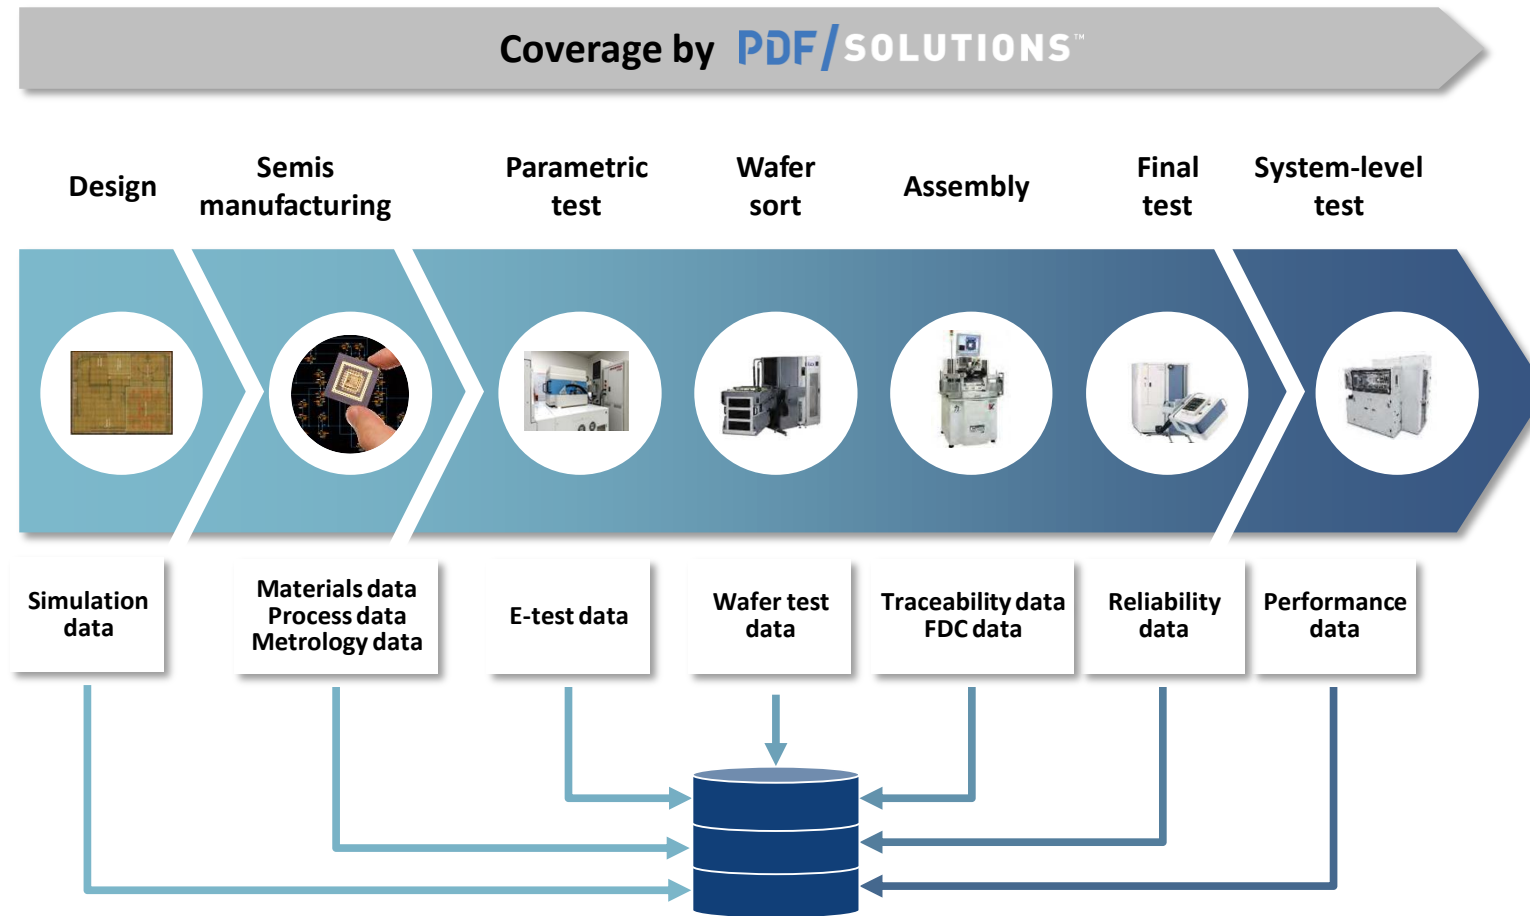 Coverage by PDF/SOLUTIONS™
Design
Semis
manufacturing
Parametric
test
Wafer
sort
Assembly
Final
test
System-level
test
Simulation
data
Materials data
Process data
Metrology data
E-test data
Wafer test
data
Traceability data
FDC data
Reliability
data
Performance
data